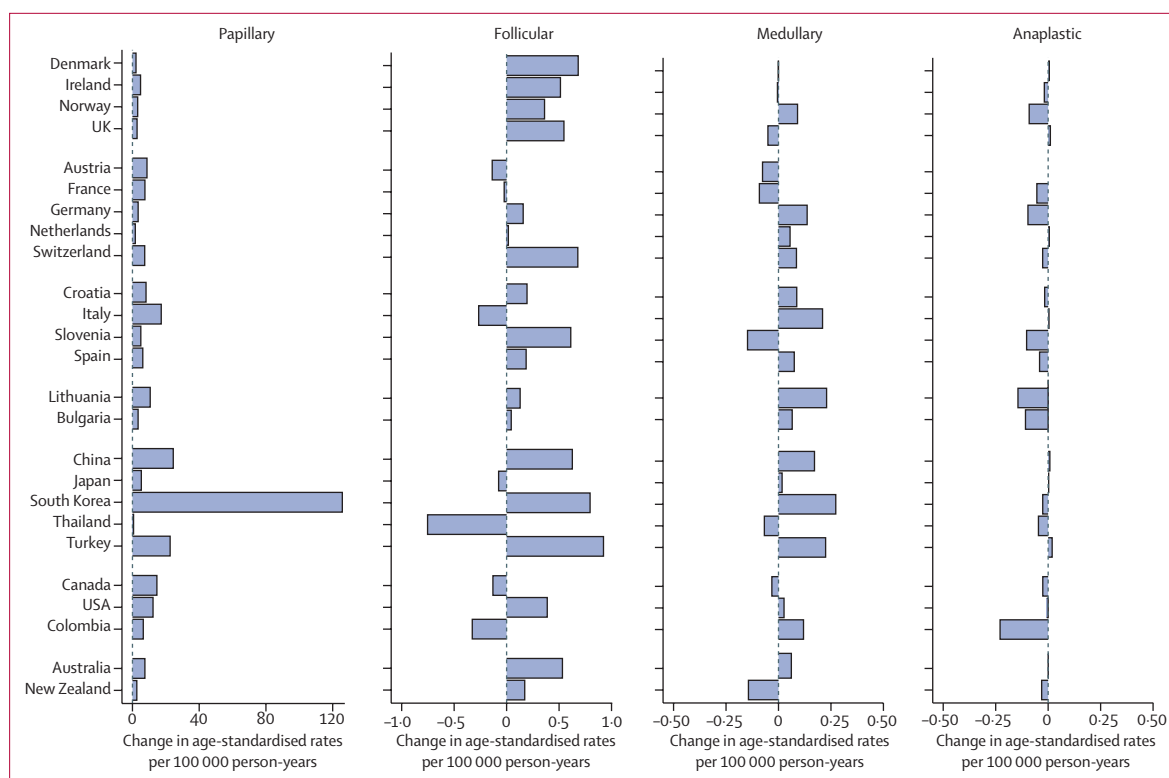 Papillary Follicular Medullary Anaplastic
Denmark
Ireland
Norway
UK
Austria
France
Germany
Netherlands
Switzerland
Croatia
Italy
Slovenia
Spain
Lithuania
Bulgaria
China
Japan
South Korea
Thailand
Turkey
Canada
USA
Colombia
Australia
New Zealand
0 40 80 120 –1·0 –0·5 0 0·5 1·0 –0·50 –0·25 0 0·25 0·50 –0·50 –0·25 0 0·25 0·50
Change in age-standardised rates Change in age-standardised rates Change in age-standardised rates Change in age-standardised rates
per 100 000 person-years per 100 000 person-years per 100 000 person-years per 100 000 person-years